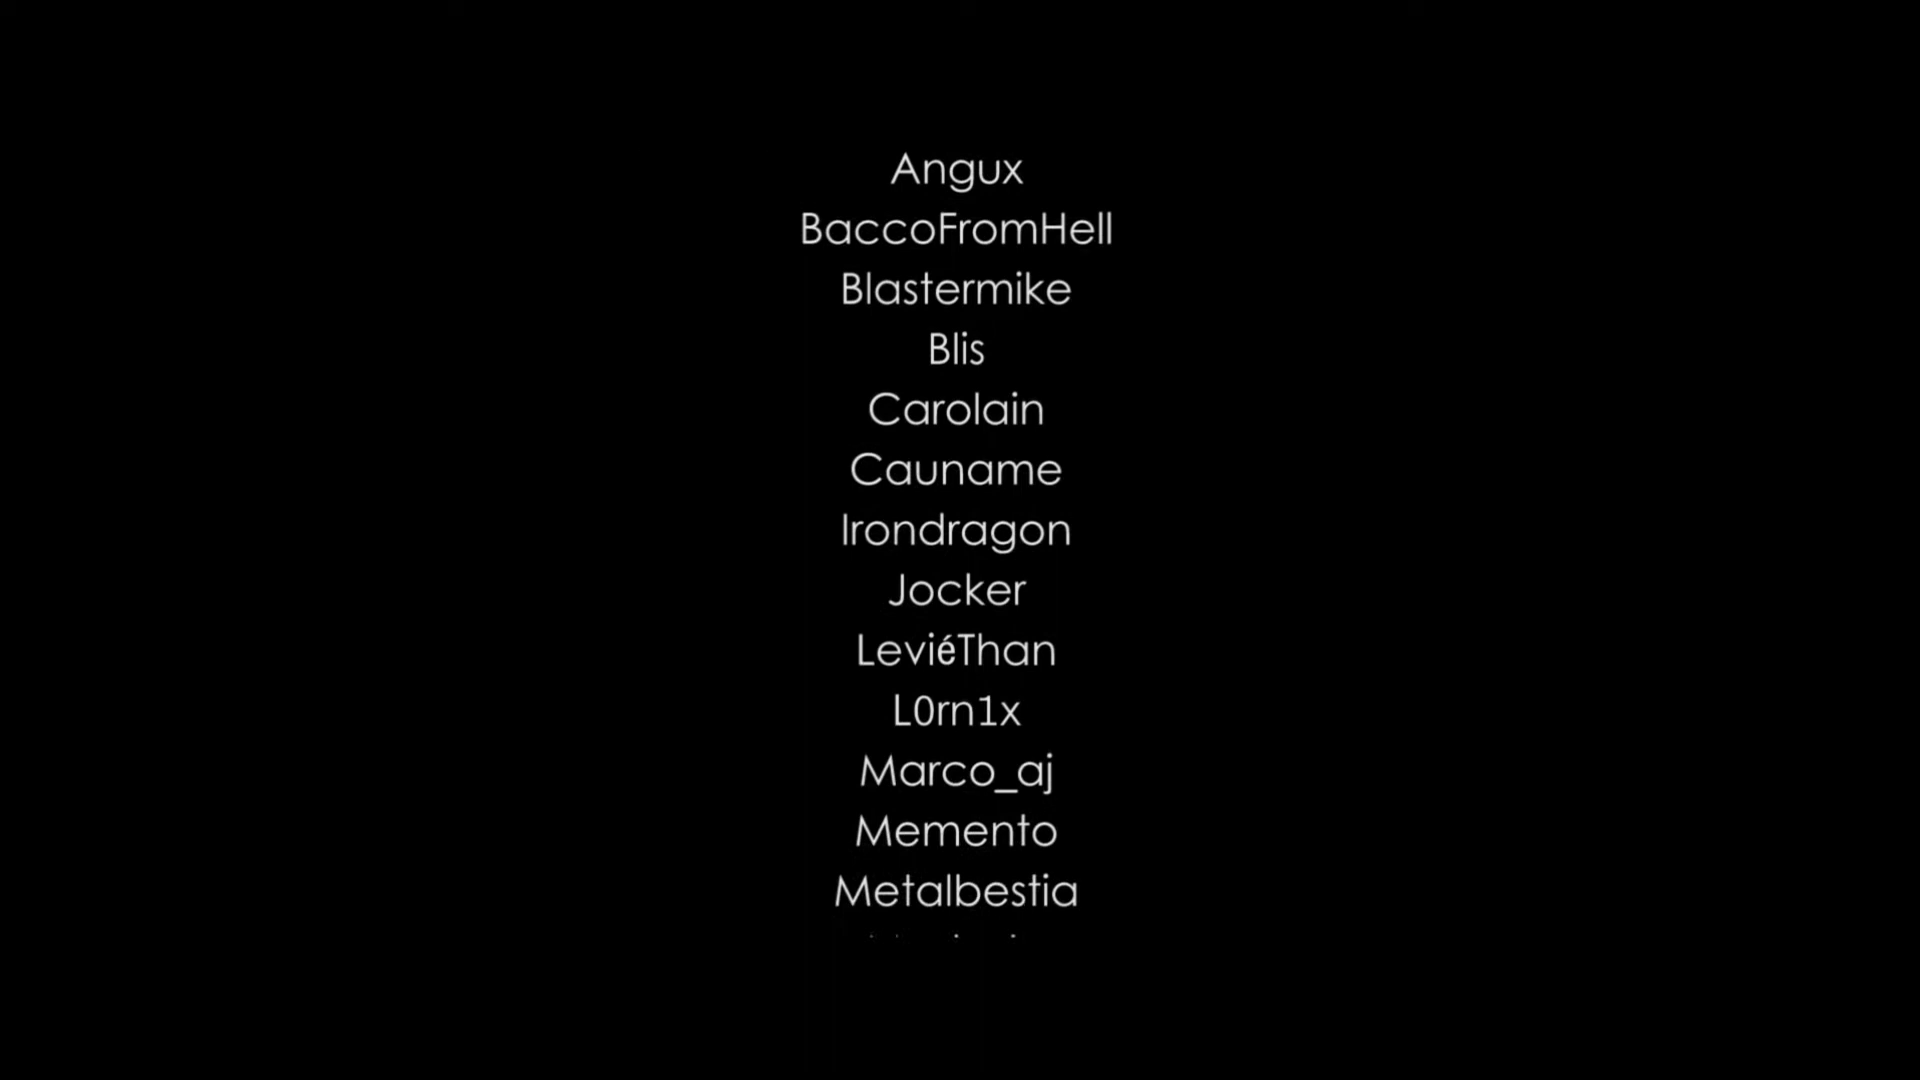 Angux
BaccoFromHell
Blastermike
Blis
Carolain
Cauname
Irondragon
Jocker
LeviéThan
L0rn1x
Marco_aj
Memento
Metalbestia